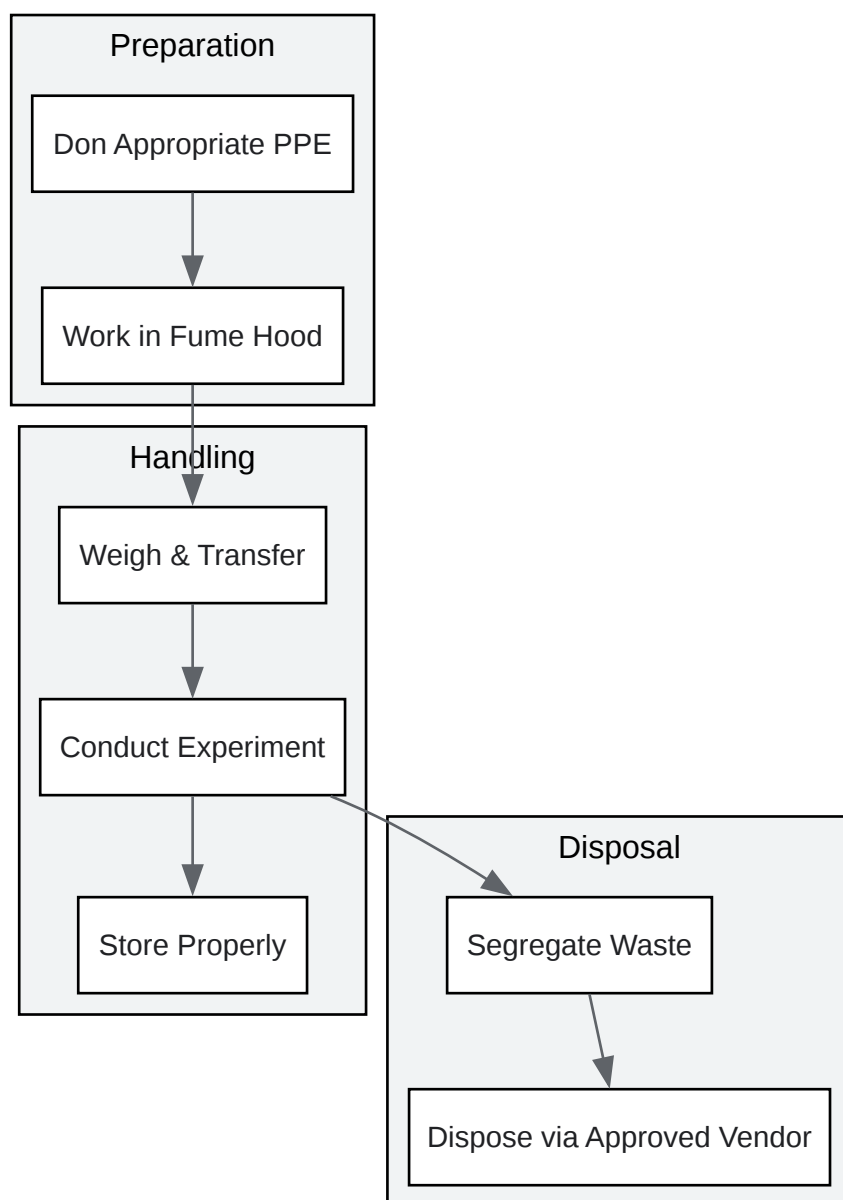 Preparation
Don Appropriate PPE
Work in Fume Hood
Handling
Weigh & Transfer
Conduct Experiment
Store Properly
Disposal
Segregate Waste
Dispose via Approved Vendor